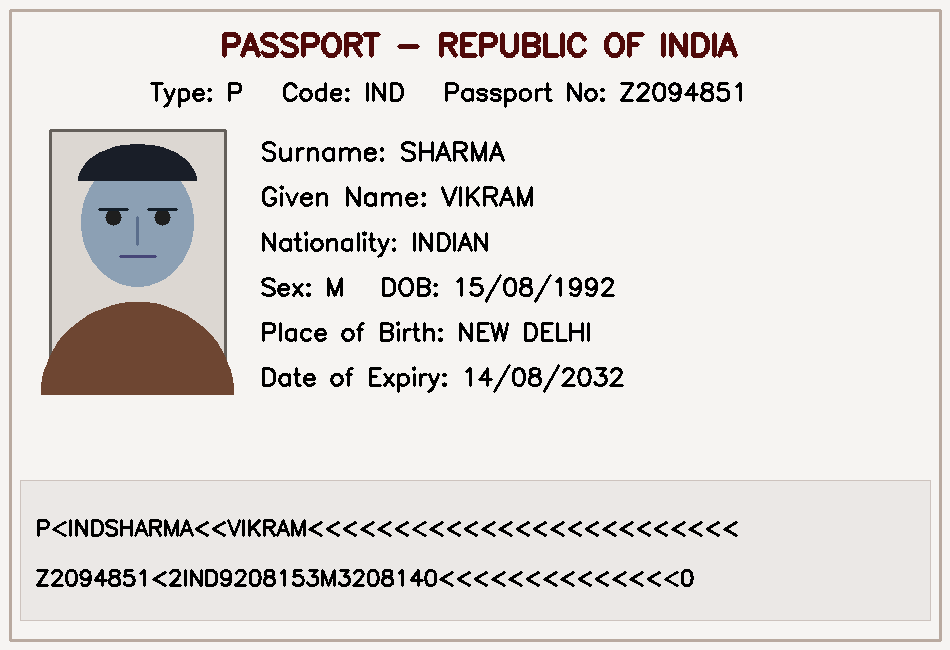 PASSPORT – REPUBLIC OF INDIA
Type: P Code: IND Passport No: Z2094851
Surname: SHARMA
Given Name: VIKRAM
Nationality: INDIAN
Sex: M DOB: 15/08/1992
Place of Birth: NEW DELHI
Date of Expiry: 14/08/2032
P<INDSHARMA<<VIKRAM<<<<<<<<<<<<<<<<<<<<<<<<<
Z2094851<2IND9208153M3208140<<<<<<<<<<<<<<0